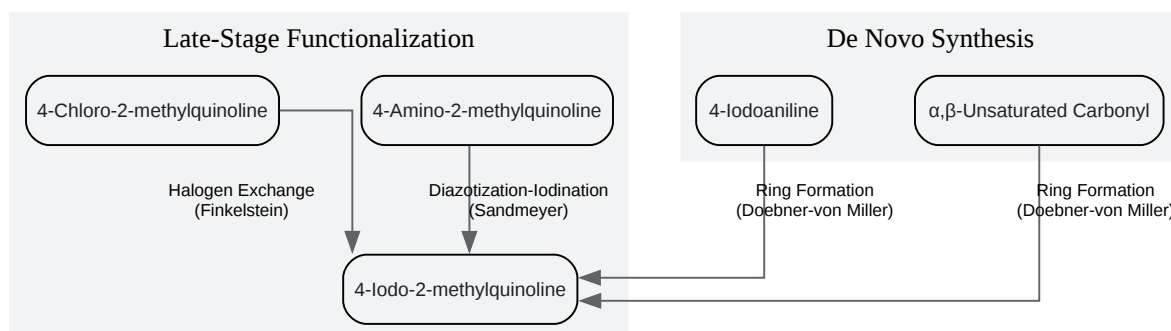 Late-Stage Functionalization
De Novo Synthesis
4-Chloro-2-methylquinoline
4-Amino-2-methylquinoline
4-Iodoaniline
α,β-Unsaturated Carbonyl
Halogen Exchange
(Finkelstein)
Diazotization-Iodination
(Sandmeyer)
Ring Formation
(Doebner-von Miller)
Ring Formation
(Doebner-von Miller)
4-Iodo-2-methylquinoline